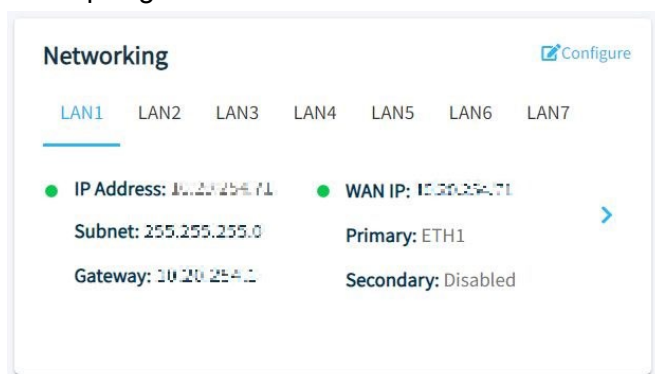 Networking
Configure
LAN1 LAN2 LAN3 LAN4 LAN5 LAN6 LAN7
IP Address:
WAN IP:
Subnet: 255.255.255.0
Primary: ETH1
Gateway:
Secondary: Disabled